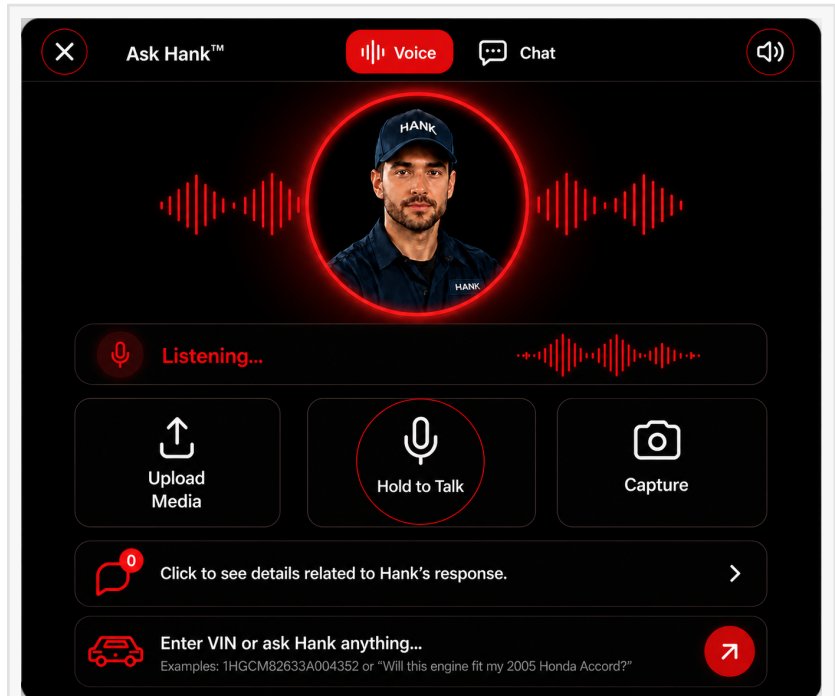 Ask Hank™
Voice
Chat
HANK
HANK
Listening...
Upload
Media
Hold to Talk
Capture
0
Click to see details related to Hank’s response.
Enter VIN or ask Hank anything...
Examples: 1HGCM82633A004352 or “Will this engine fit my 2005 Honda Accord?”